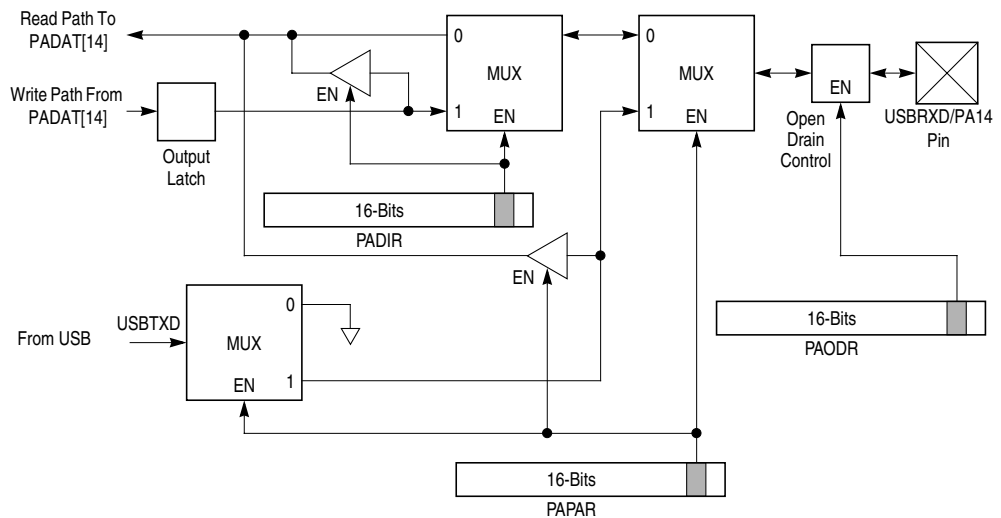 Read Path To
PADAT[14]
Write Path From
PADAT[14]
Output
Latch
EN
0
MUX
1
EN
0
MUX
1
EN
EN
Open
Drain
Control
USBRXD/PA14
Pin
16-Bits
PADIR
EN
From USB
USBTXD
0
MUX
EN
1
16-Bits
PAODR
16-Bits
PAPAR